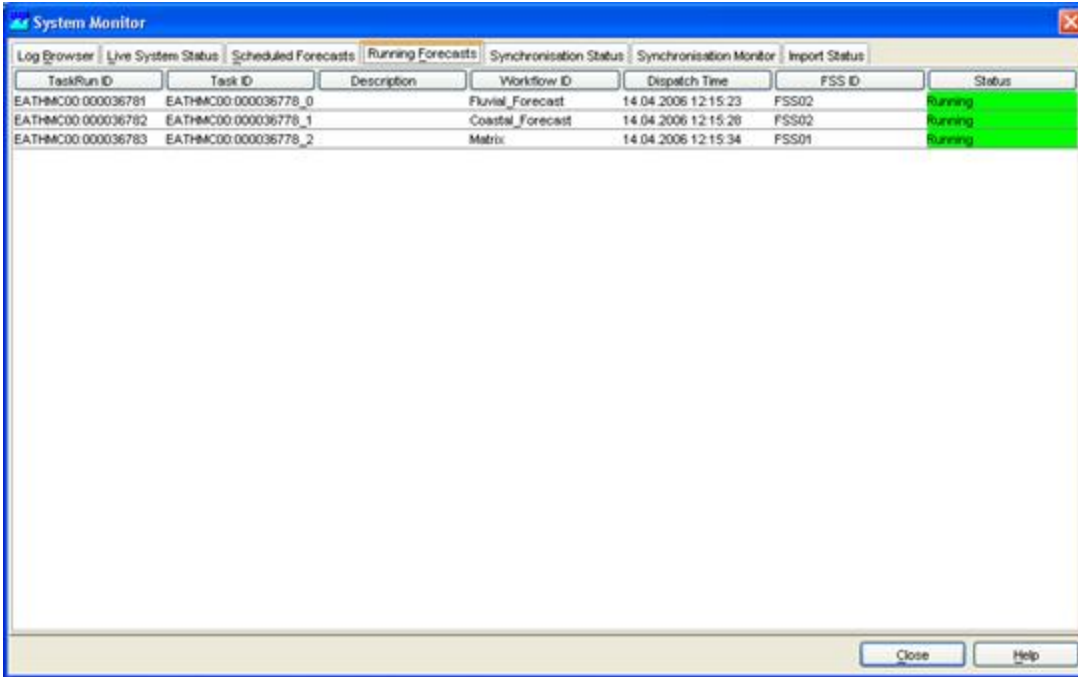 System Monitor
Log Browser Live System Status Scheduled Forecasts Running Forecasts Synchronisation Status Synchronisation Monitor Import Status
TaskRun ID Task ID Description Workflow ID Dispatch Time FSS ID Status
EATHMC00:000036781 EATHMC00:000036778_0 Fluvial_Forecast 14.04.2006 12:15:23 FSS02 Running
EATHMC00:000036782 EATHMC00:000036778_1 Coastal_Forecast 14.04.2006 12:15:28 FSS02 Running
EATHMC00:000036783 EATHMC00:000036778_2 Matrix 14.04.2006 12:15:34 FSS01 Running
Close Help